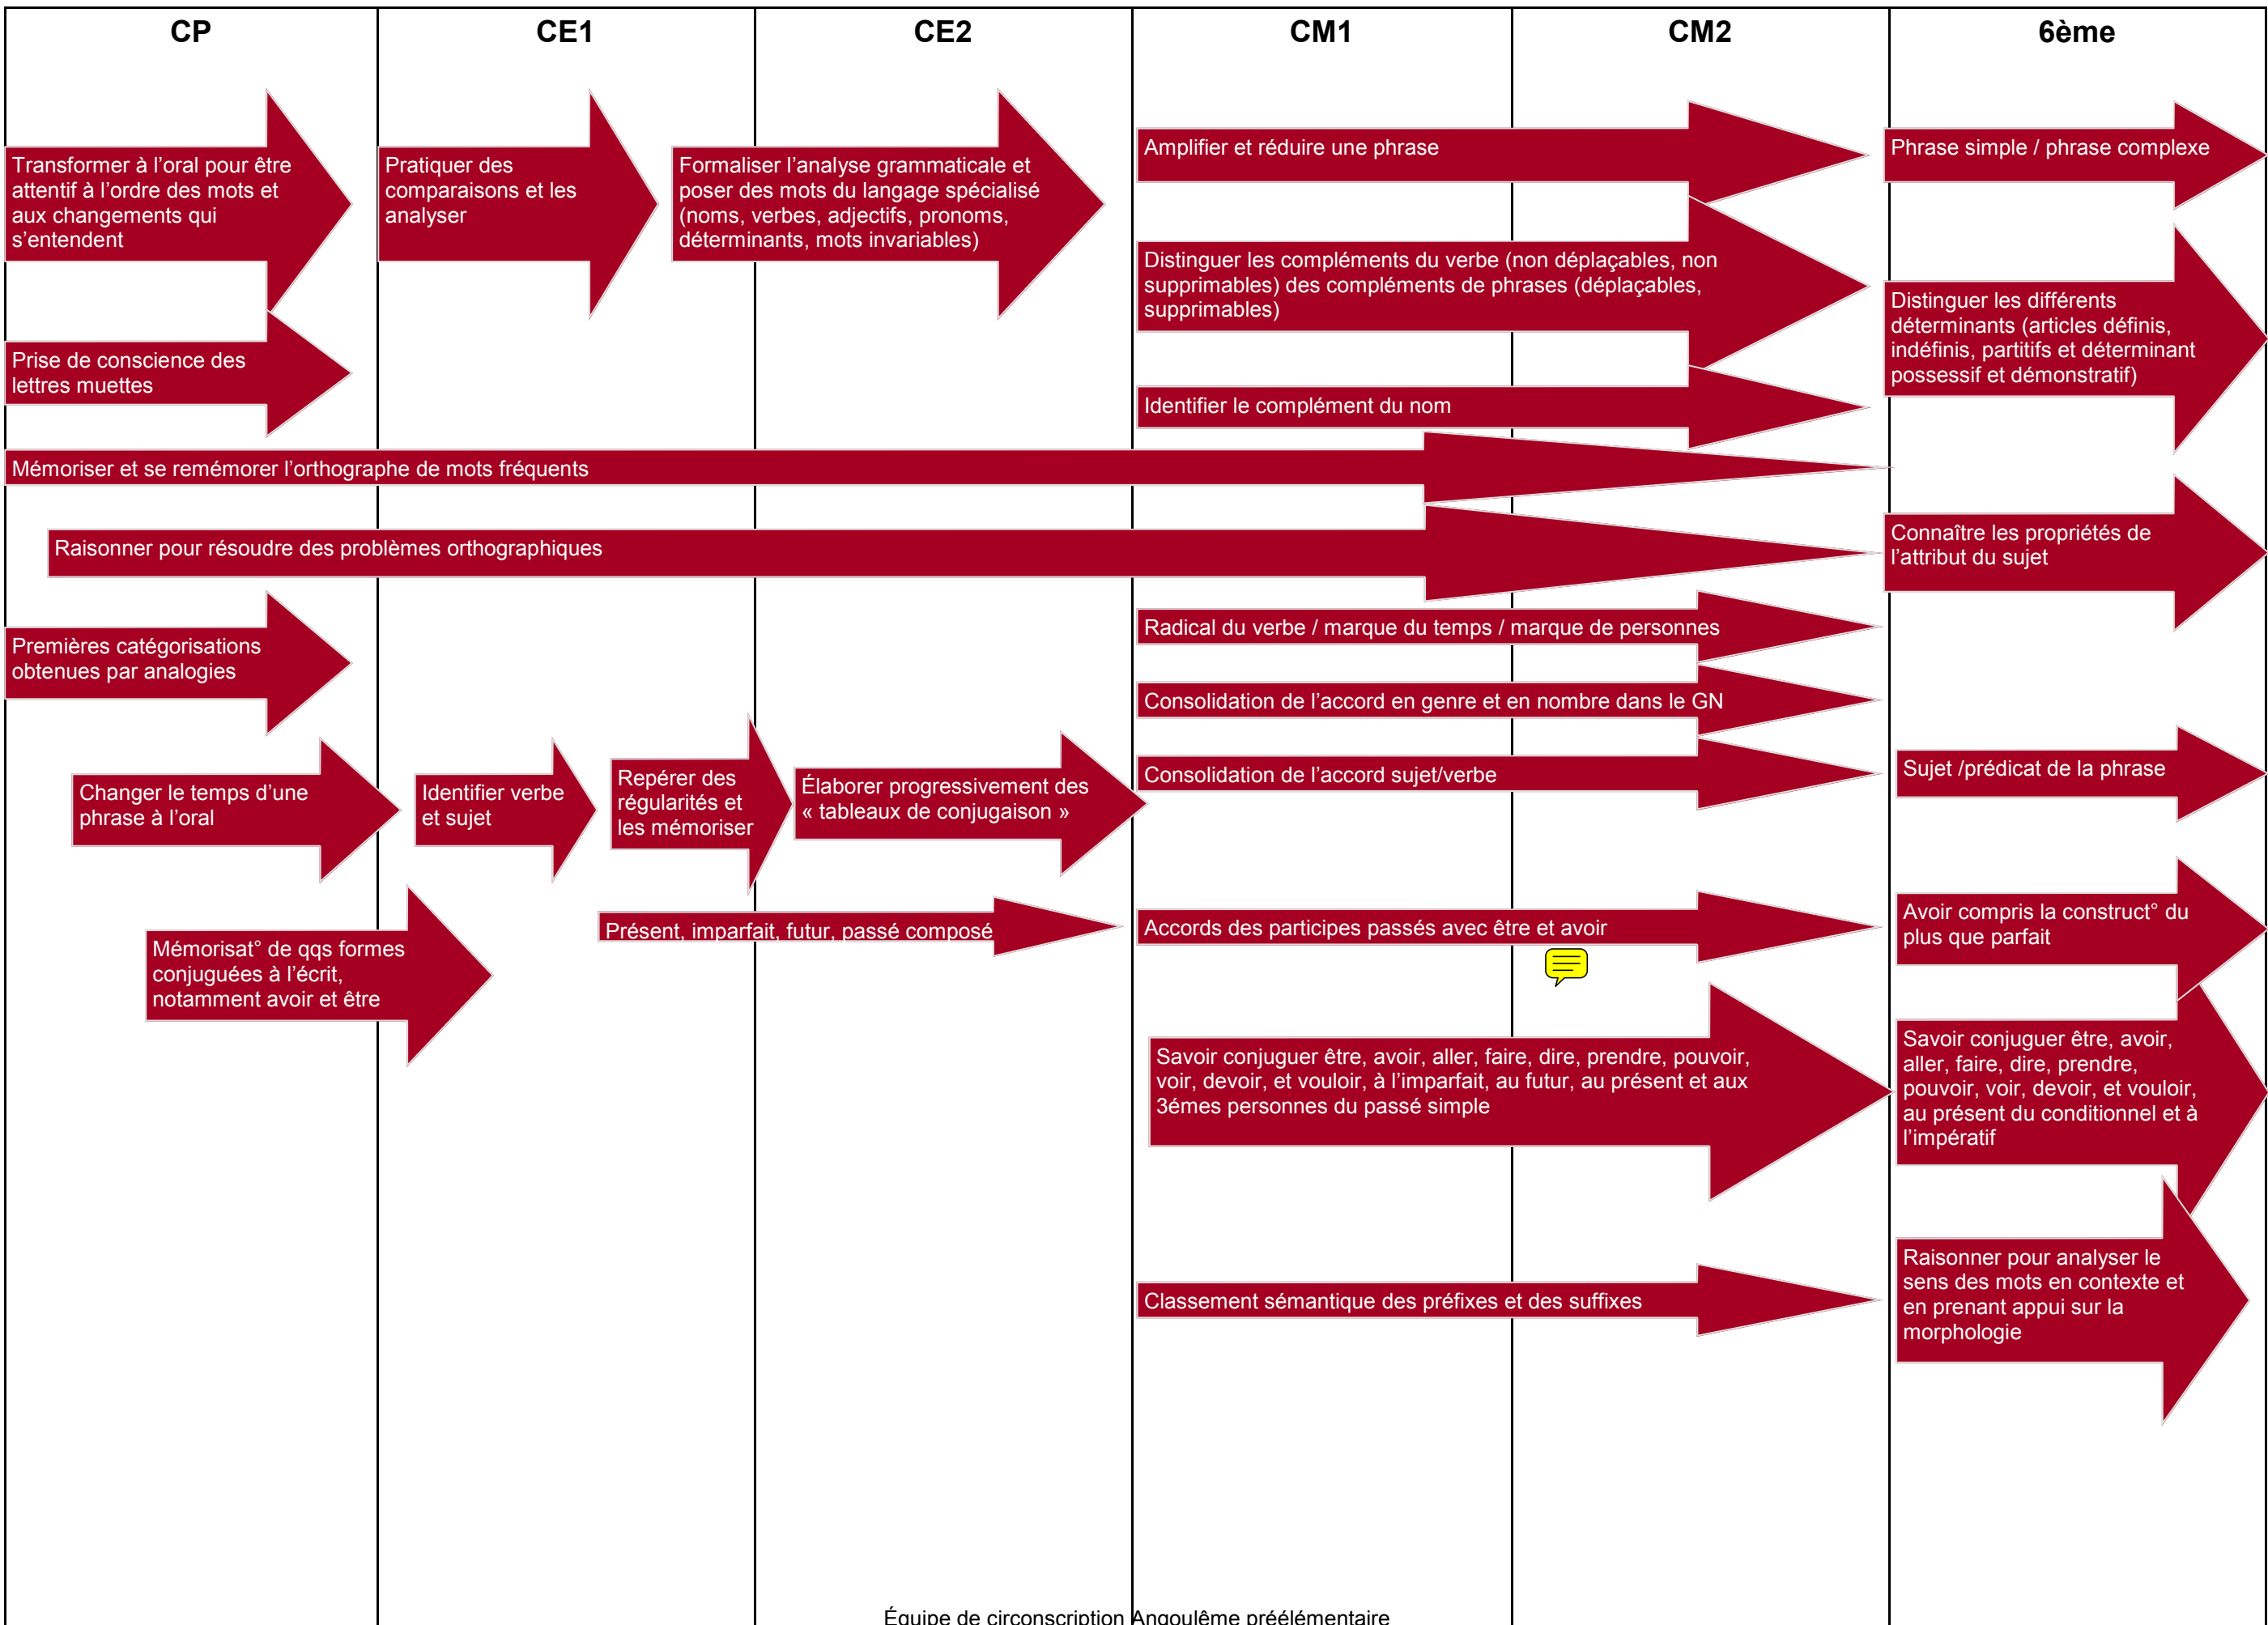 CP
CE1
CE2
CM1
CM2
6ème
Transformer à l’oral pour être
attentif à l’ordre des mots et
aux changements qui
s’entendent
Pratiquer des
comparaisons et les
analyser
Formaliser l’analyse grammaticale et
poser des mots du langage spécialisé
(noms, verbes, adjectifs, pronoms,
déterminants, mots invariables)
Amplifier et réduire une phrase
Phrase simple / phrase complexe
Distinguer les compléments du verbe (non déplaçables, non
supprimables) des compléments de phrases (déplaçables,
supprimables)
Distinguer les différents
déterminants (articles définis,
indéfinis, partitifs et déterminant
possessif et démonstratif)
Prise de conscience des
lettres muettes
Identifier le complément du nom
Mémoriser et se remémorer l’orthographe de mots fréquents
Raisonner pour résoudre des problèmes orthographiques
Connaître les propriétés de
l’attribut du sujet
Premières catégorisations
obtenues par analogies
Radical du verbe / marque du temps / marque de personnes
Consolidation de l’accord en genre et en nombre dans le GN
Changer le temps d’une
phrase à l’oral
Identifier verbe
et sujet
Repérer des
régularités et
les mémoriser
Élaborer progressivement des
« tableaux de conjugaison »
Consolidation de l’accord sujet/verbe
Sujet /prédicat de la phrase
Mémorisat° de qqs formes
conjuguées à l’écrit,
notamment avoir et être
Présent, imparfait, futur, passé composé
Accords des participes passés avec être et avoir
Avoir compris la construct° du
plus que parfait
Savoir conjuguer être, avoir, aller, faire, dire, prendre, pouvoir,
voir, devoir, et vouloir, à l’imparfait, au futur, au présent et aux
3émes personnes du passé simple
Savoir conjuguer être, avoir,
aller, faire, dire, prendre,
pouvoir, voir, devoir, et vouloir,
au présent du conditionnel et à
l’impératif
Classement sémantique des préfixes et des suffixes
Raisonner pour analyser le
sens des mots en contexte et
en prenant appui sur la
morphologie
Équipe de circonscription Angoulême préélémentaire